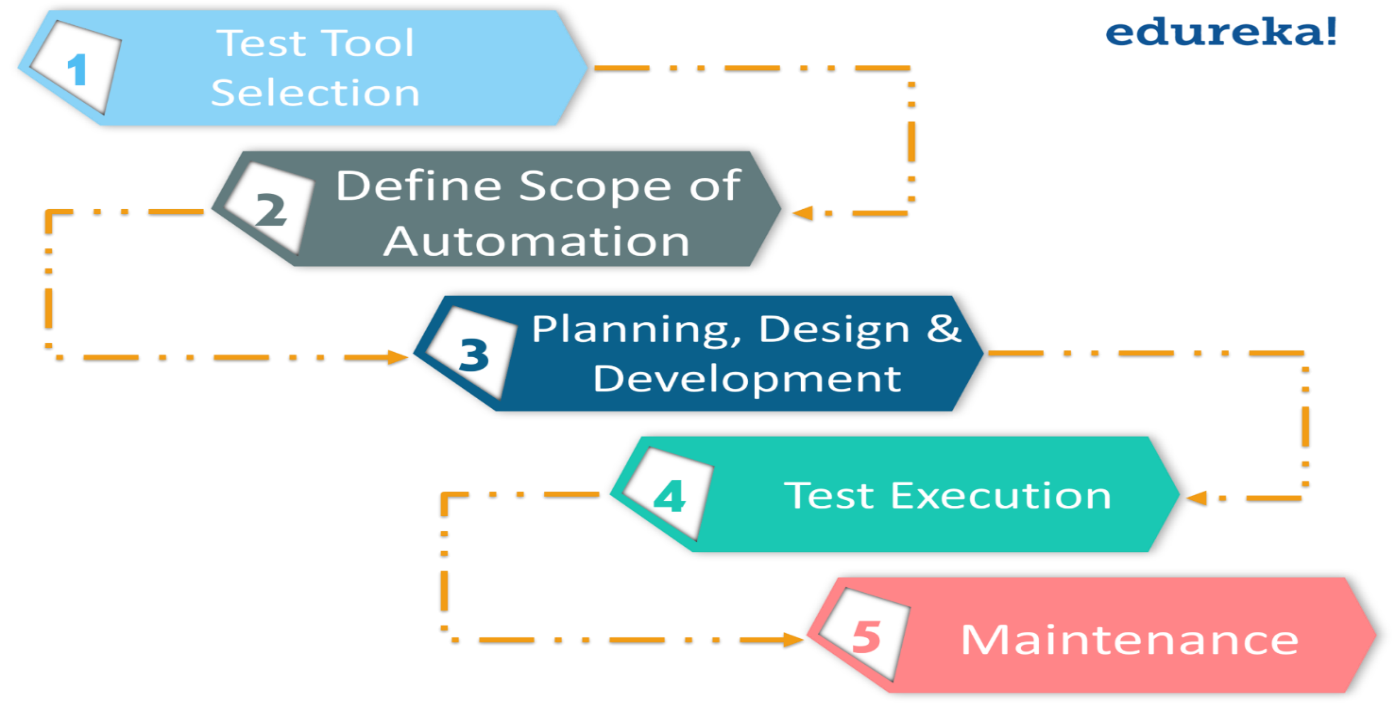 edureka!
1
Test Tool
Selection
2
Define Scope of
Automation
3
Planning, Design &
Development
4
Test Execution
5
Maintenance